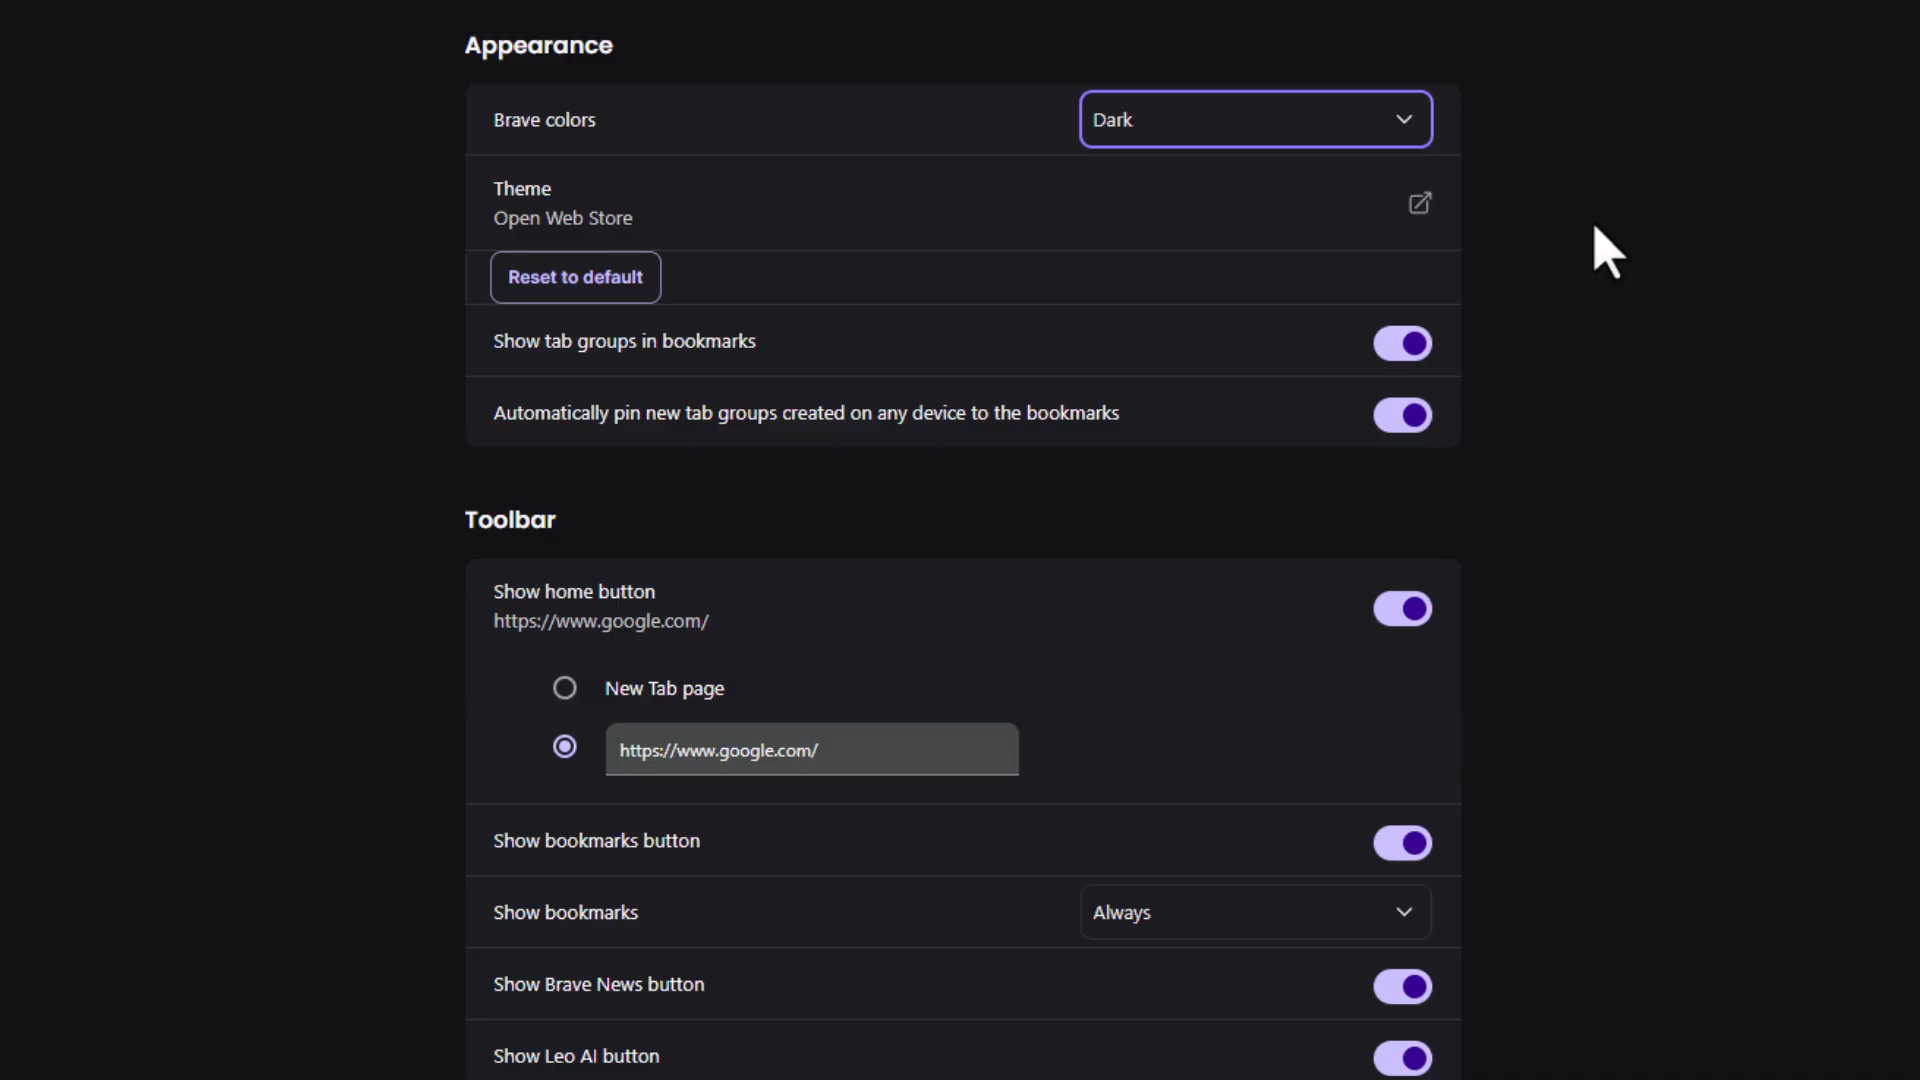 Appearance
Brave colors
Dark
Theme
Open Web Store
Reset to default
Show tab groups in bookmarks
Automatically pin new tab groups created on any device to the bookmarks
Toolbar
Show home button
https://www.google.com/
New Tab page
https://www.google.com/
Show bookmarks button
Show bookmarks
Always
Show Brave News button
Show Leo AI button